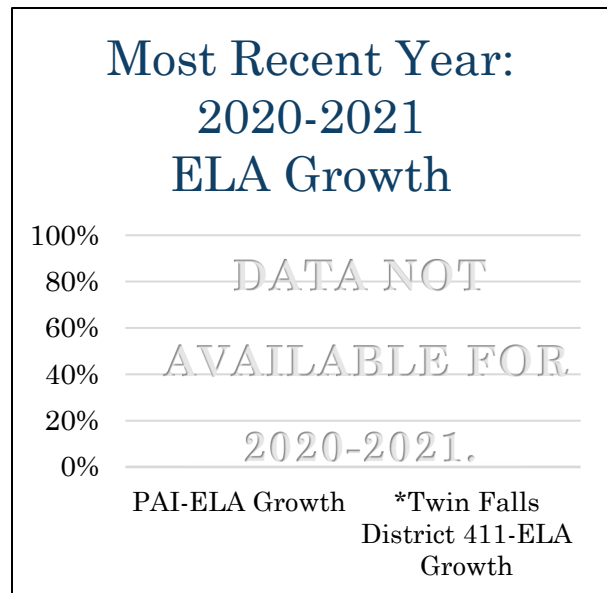 Most Recent Year:
2020-2021
ELA Growth
100%
80%
60%
40%
20%
0%
DATA NOT
AVAILABLE FOR
2020-2021.
PAI-ELA Growth
*Twin Falls
District 411-ELA
Growth